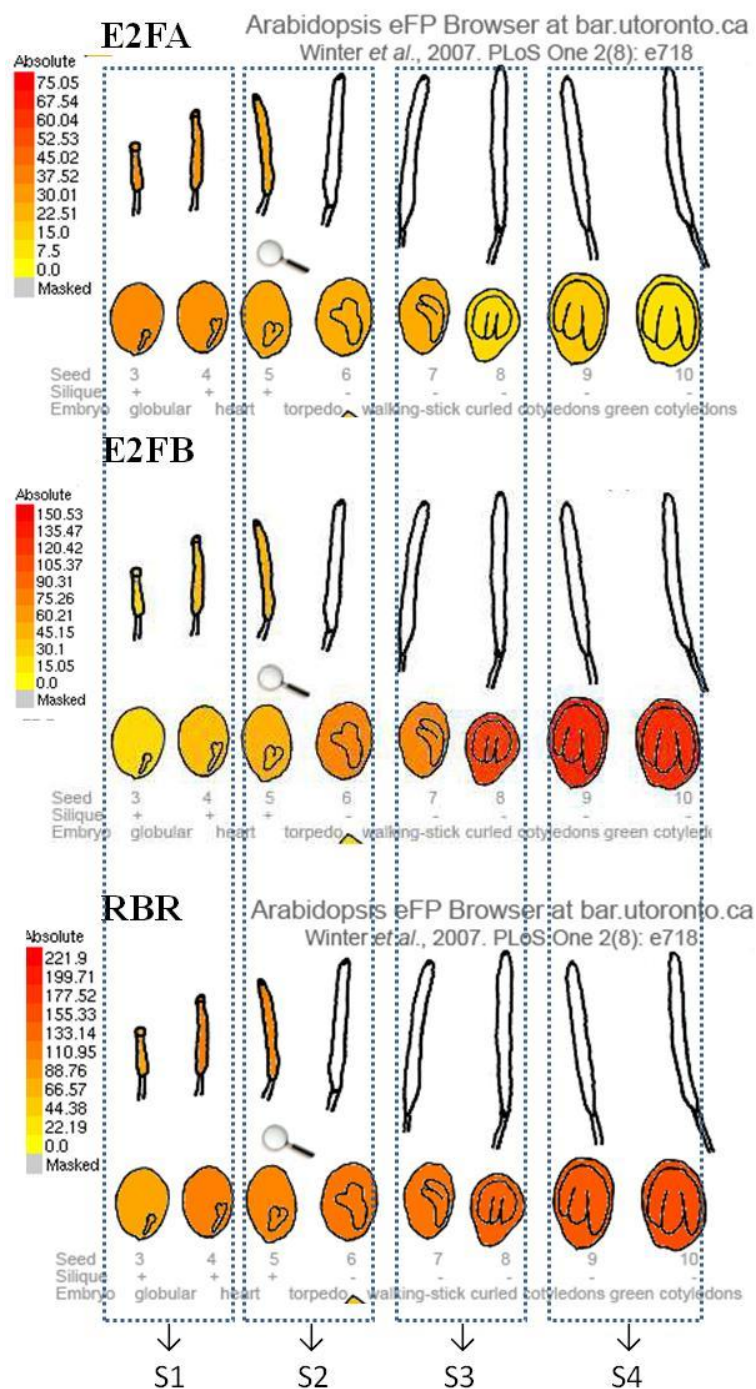 E2FA
Arabidopsis eFP Browser at bar.utoronto.ca
Winter et al., 2007. PLoS One 2(8): e718
Absolute
75.05
67.54
60.04
52.53
45.02
37.52
30.01
22.51
15.0
7.5
0.0
Masked
Seed 3 4 5 6 7 8 9 10
Silique + + + - - - - -
Embryo globular heart torpedo walking-stick curled cotyledons green cotyledons
E2FB
Absolute
150.53
135.47
120.42
105.37
90.31
75.26
60.21
45.15
30.1
15.05
0.0
Masked
Seed 3 4 5 6 7 8 9 10
Silique + + + - - - - -
Embryo globular heart torpedo walking-stick curled cotyledons green cotyled
RBR
Arabidopsis eFP Browser at bar.utoronto.ca
Winter et al., 2007. PLoS One 2(8): e718
Absolute
221.9
199.71
177.52
155.33
133.14
110.95
88.76
66.57
44.38
22.19
0.0
Masked
Seed 3 4 5 6 7 8 9 10
Silique + + + - - - - -
Embryo globular heart torpedo walking-stick curled cotyledons green cotyledons
S1 S2 S3 S4